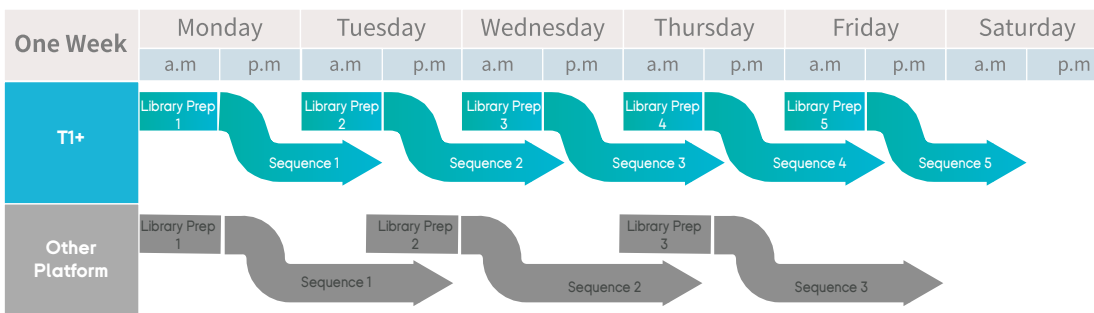 One Week
Monday
Tuesday
Wednesday
Thursday
Friday
Saturday
a.m
p.m
a.m
p.m
a.m
p.m
a.m
p.m
a.m
p.m
a.m
p.m
T1+
Library Prep
1
Library Prep
2
Library Prep
3
Library Prep
4
Library Prep
5
Sequence 1
Sequence 2
Sequence 3
Sequence 4
Sequence 5
Other
Platform
Library Prep
1
Library Prep
2
Library Prep
3
Sequence 1
Sequence 2
Sequence 3